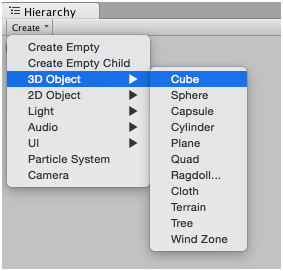 Hierarchy
Create
Create Empty
Create Empty Child
3D Object
2D Object
Light
Audio
UI
Particle System
Camera
Cube
Sphere
Capsule
Cylinder
Plane
Quad
Ragdoll...
Cloth
Terrain
Tree
Wind Zone